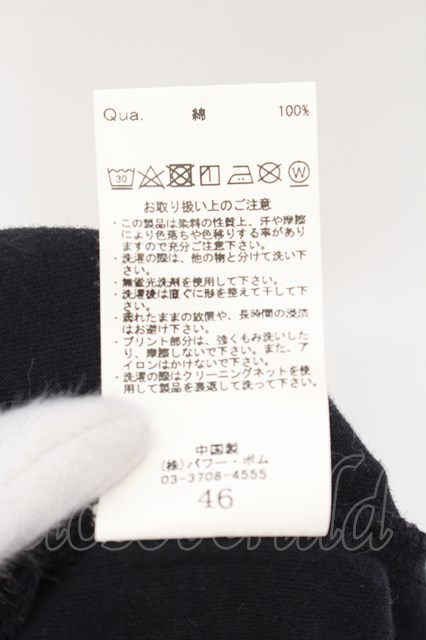 Qua. 綿 100%
30 W
お取り扱い上のご注意
・この製品は染料の性質上、汗や摩擦
により色落ちや色移りする事があり
ますので充分ご注意下さい。
・洗濯の際は、他の物と分けて洗い下
さい。
・無蛍光洗剤を使用して下さい。
・洗濯後は直ぐに形を整えて干して下
さい。
・濡れたままの放置や、長時間の浸漬
はお避け下さい。
・プリント部分は、強くもみ洗いした
り、摩擦しないで下さい。また、ア
イロンはかけないで下さい。
・洗濯の際はクリーニングネットを使
用して製品を裏返して洗って下さい。
中国製
(株)パワー・ボム
03-3708-4555
46